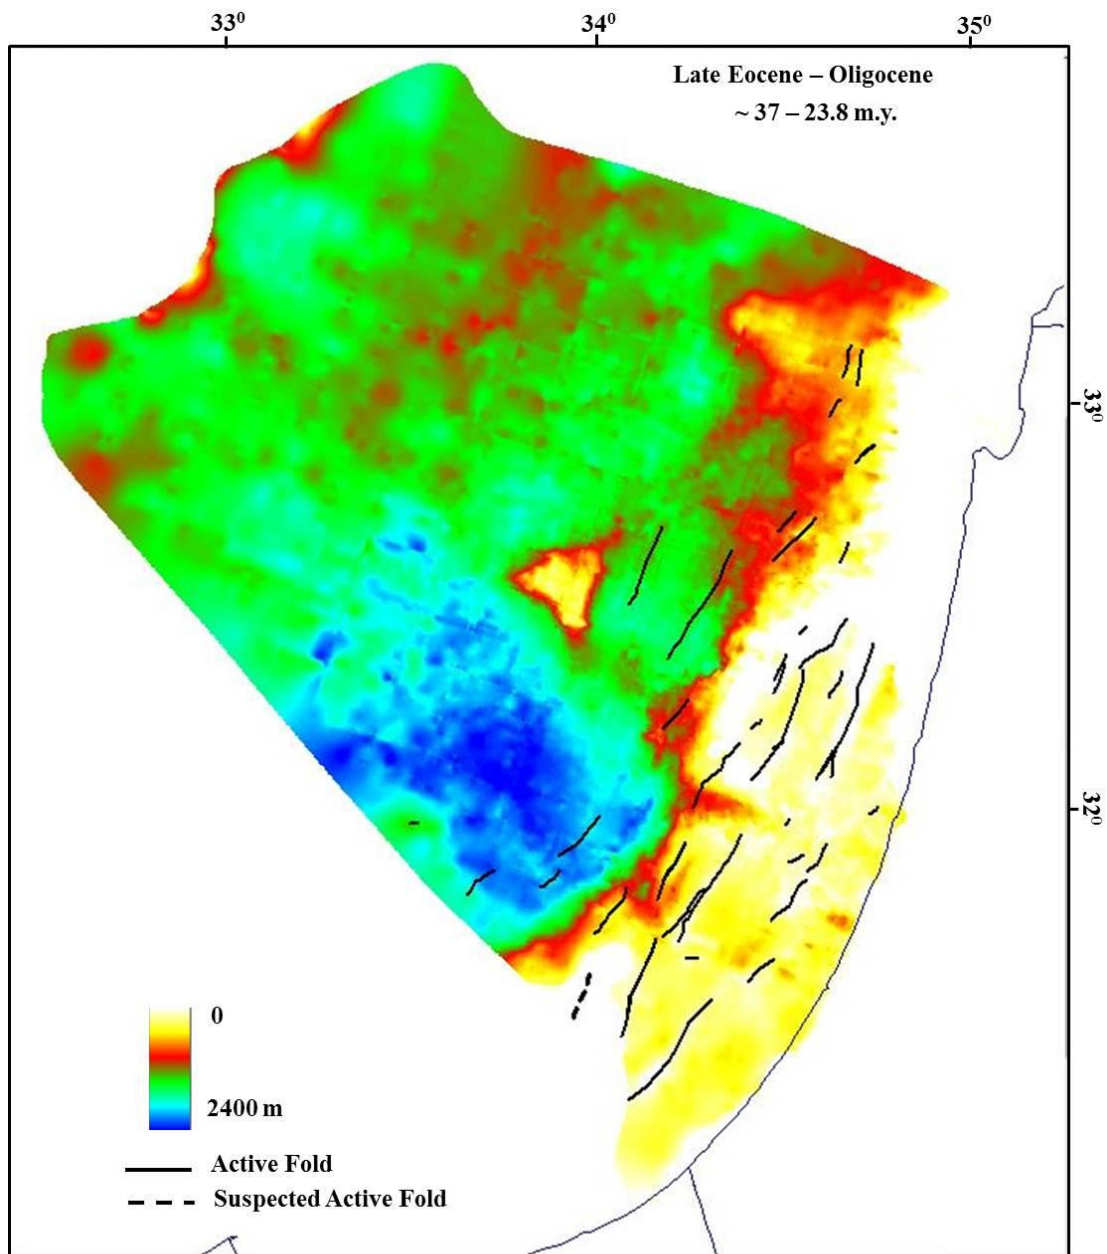 33⁰ 34⁰ 35⁰
Late Eocene – Oligocene
~ 37 – 23.8 m.y.
33⁰
32⁰
0
2400 m
Active Fold
Suspected Active Fold